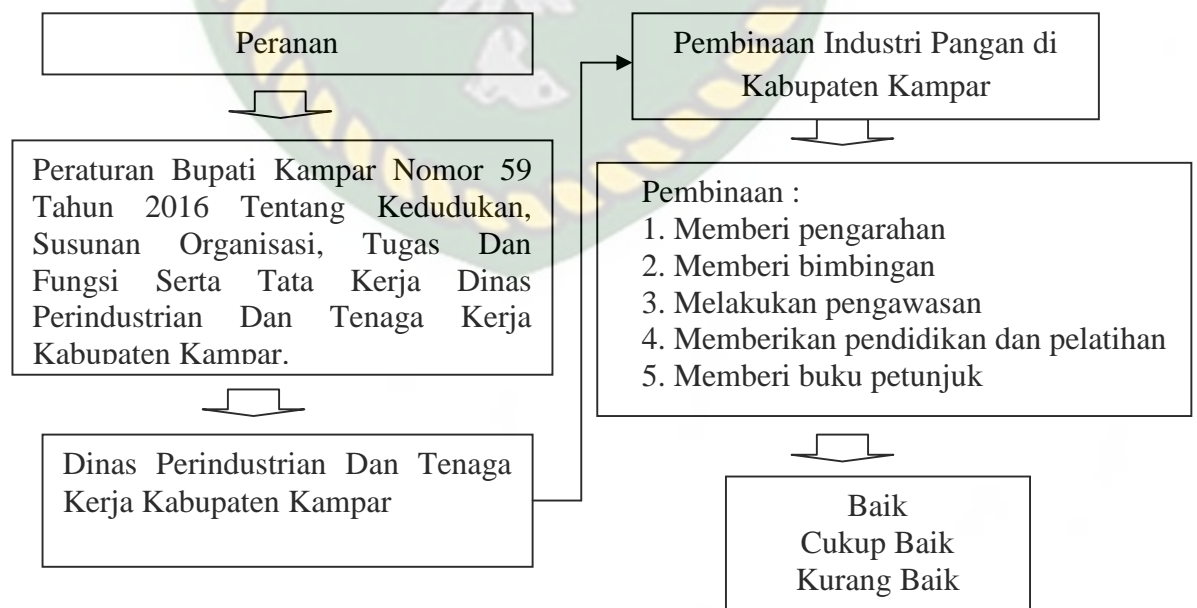 Peranan
Peraturan Bupati Kampar Nomor 59
Tahun 2016 Tentang Kedudukan,
Susunan Organisasi, Tugas Dan
Fungsi Serta Tata Kerja Dinas
Perindustrian Dan Tenaga Kerja
Kabupaten Kampar.
Dinas Perindustrian Dan Tenaga
Kerja Kabupaten Kampar
Pembinaan Industri Pangan di
Kabupaten Kampar
Pembinaan :
1. Memberi pengarahan
2. Memberi bimbingan
3. Melakukan pengawasan
4. Memberikan pendidikan dan pelatihan
5. Memberi buku petunjuk
Baik
Cukup Baik
Kurang Baik